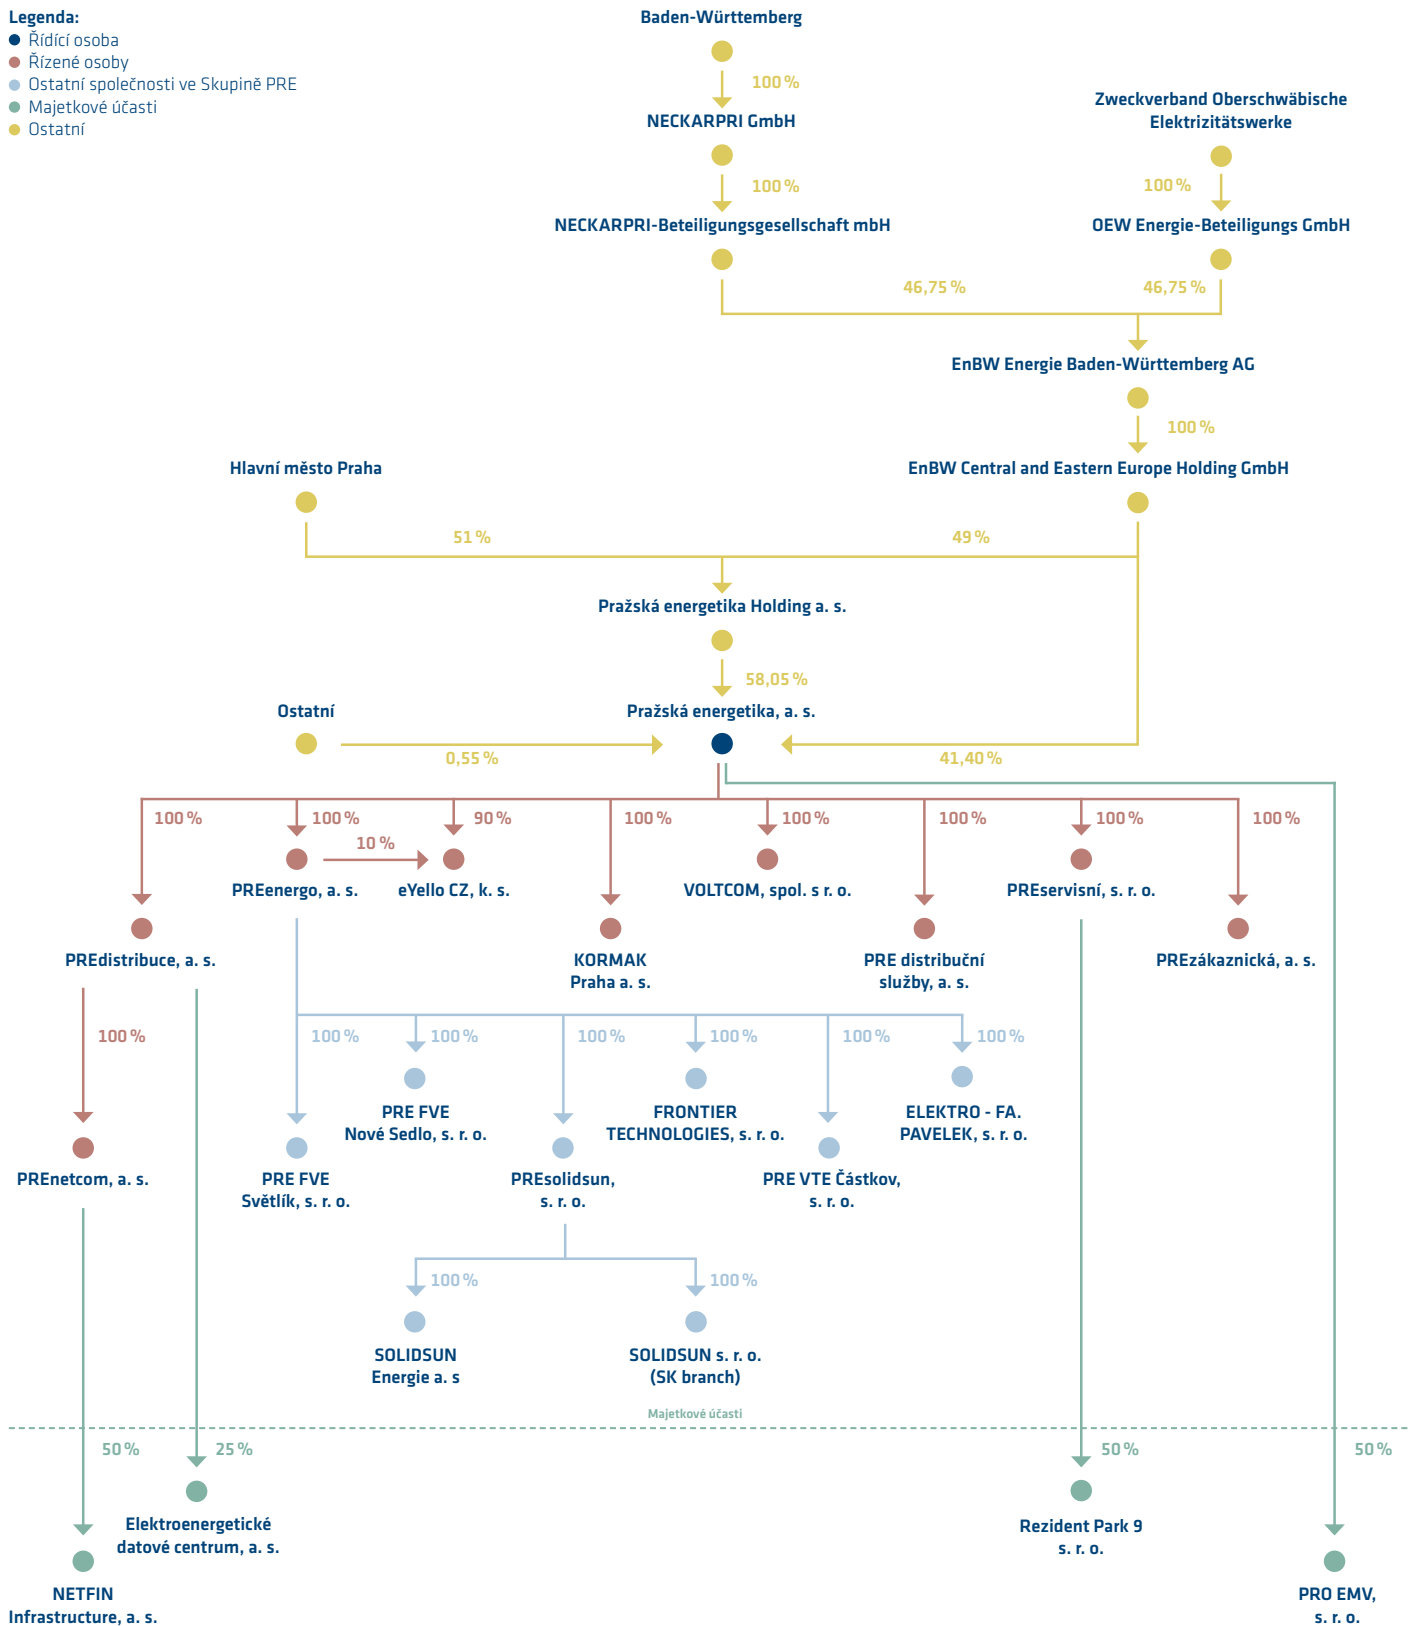 Legenda:
Řídící osoba
Řízené osoby
Ostatní společnosti ve Skupině PRE
Majetkové účasti
Ostatní
Baden-Württemberg
100 %
NECKARPRI GmbH
100 %
NECKARPRI-Beteiligungsgesellschaft mbH
Zweckverband Oberschwäbische
Elektrizitätswerke
100 %
OEW Energie-Beteiligungs GmbH
46,75 %
46,75 %
EnBW Energie Baden-Württemberg AG
100 %
Hlavní město Praha
EnBW Central and Eastern Europe Holding GmbH
51 %
49 %
Pražská energetika Holding a. s.
58,05 %
Ostatní
Pražská energetika, a. s.
0,55 %
41,40 %
100 %
100 %
90 %
100 %
100 %
100 %
100 %
100 %
10 %
PREenergo, a. s.
eYello CZ, k. s.
VOLTCOM, spol. s r. o.
PREservisní, s. r. o.
PREdistribuce, a. s.
KORMAK
Praha a. s.
PRE distribuční
služby, a. s.
PREzákaznická, a. s.
100 %
100 %
100 %
100 %
100 %
100 %
100 %
PRE FVE
Nové Sedlo, s. r. o.
FRONTIER
TECHNOLOGIES, s. r. o.
ELEKTRO - FA.
PAVELEK, s. r. o.
PREnetcom, a. s.
PRE FVE
Světlík, s. r. o.
PREsolidsun,
s. r. o.
PRE VTE Částkov,
s. r. o.
100 %
100 %
SOLIDSUN
Energie a. s
SOLIDSUN s. r. o.
(SK branch)
Majetkové účasti
50 %
25 %
50 %
50 %
Elektroenergetické
datové centrum, a. s.
Rezident Park 9
s. r. o.
NETFIN
Infrastructure, a. s.
PRO EMV,
s. r. o.